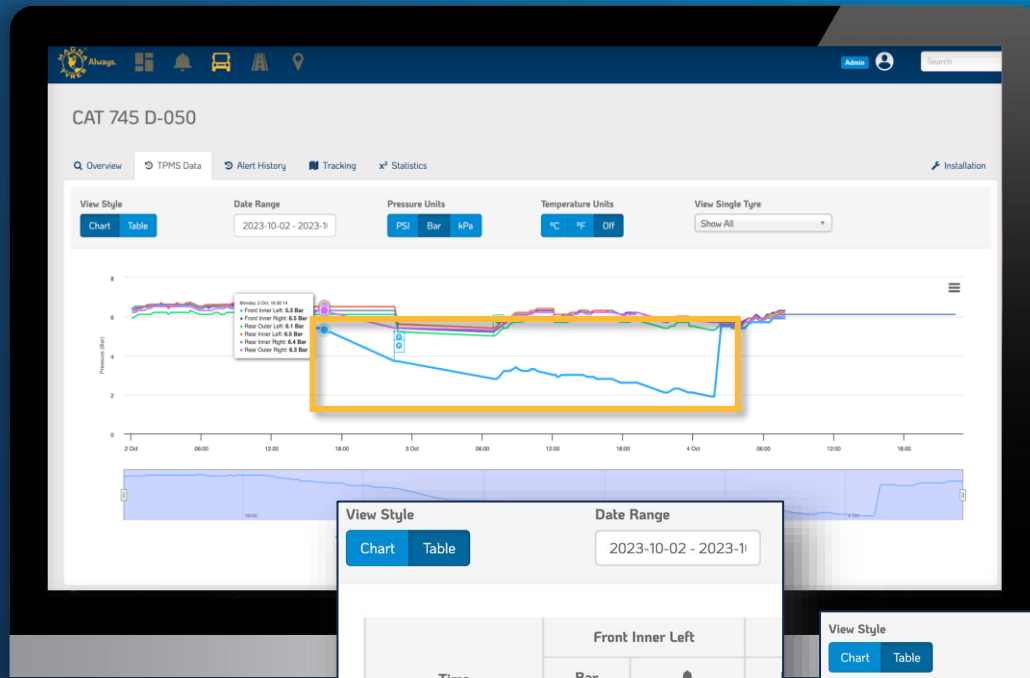 MAGNA TYRES
Always.
Admin
Search
CAT 745 D-050
Overview TPMS Data Alert History Tracking x² Statistics Installation
View Style Date Range Pressure Units Temperature Units View Single Tyre
Chart Table 2023-10-02 - 2023-1 PSI Bar kPa °C °F Off Show All
Monday, 2 Oct, 16:30:14
Front Inner Left: 5.3 Bar
Front Inner Right: 6.5 Bar
Rear Outer Left: 6.1 Bar
Rear Inner Left: 6.5 Bar
Rear Inner Right: 6.4 Bar
Rear Outer Right: 6.3 Bar
Pressure (Bar)
8
6
4
2
0
2 Oct 06:00 12:00 18:00 3 Oct 06:00 12:00 18:00 4 Oct 06:00 12:00 18:00
06:00 4 Oct
View Style Date Range
Chart Table 2023-10-02 - 2023-1
Front Inner Left
Time Bar
View Style
Chart Table